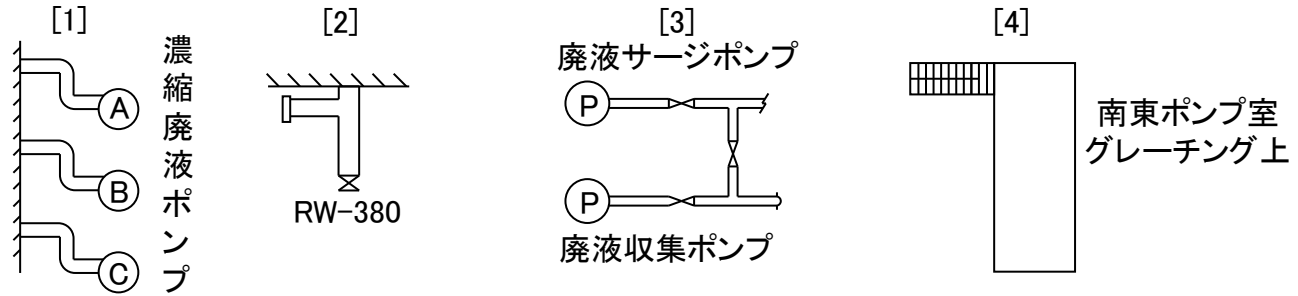 [1]
濃縮廃液ポンプ
A
B
C
[2]
RW-380
[3]
廃液サージポンプ
P
P
廃液収集ポンプ
[4]
南東ポンプ室
グレーチング上